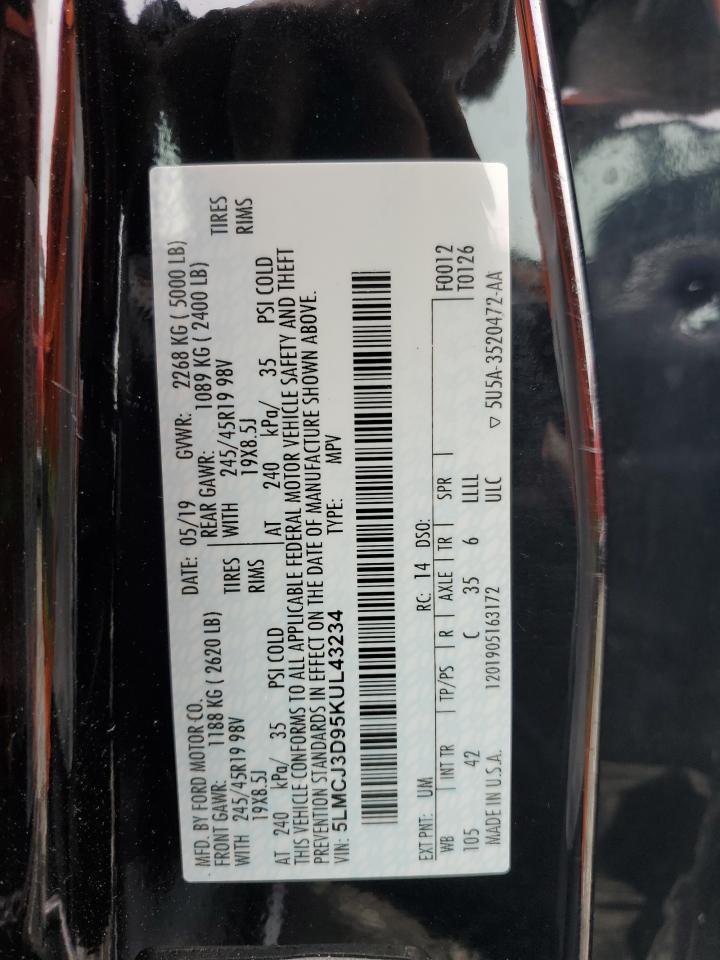 MFD. BY FORD MOTOR CO. DATE: 05/19 GVWR: 2268 KG ( 5000 LB)
FRONT GAWR: 1188 KG ( 2620 LB) REAR GAWR: 1089 KG ( 2400 LB)
WITH 245/45R19 98V TIRES WITH 245/45R19 98V TIRES
19X8.5J RIMS 19X8.5J RIMS
AT 240 kPa/ 35 PSI COLD AT 240 kPa/ 35 PSI COLD
THIS VEHICLE CONFORMS TO ALL APPLICABLE FEDERAL MOTOR VEHICLE SAFETY AND THEFT
PREVENTION STANDARDS IN EFFECT ON THE DATE OF MANUFACTURE SHOWN ABOVE.
VIN: 5LMCJ3D95KUL43234 TYPE: MPV
EXT PNT: UM RC: 14 DSO: F0012
WB INT TR TP/PS R AXLE TR SPR T0126
105 42 C 35 6 LLLL
MADE IN U.S.A. 1201905163172 ULC ▽ 5U5A-3520472-AA